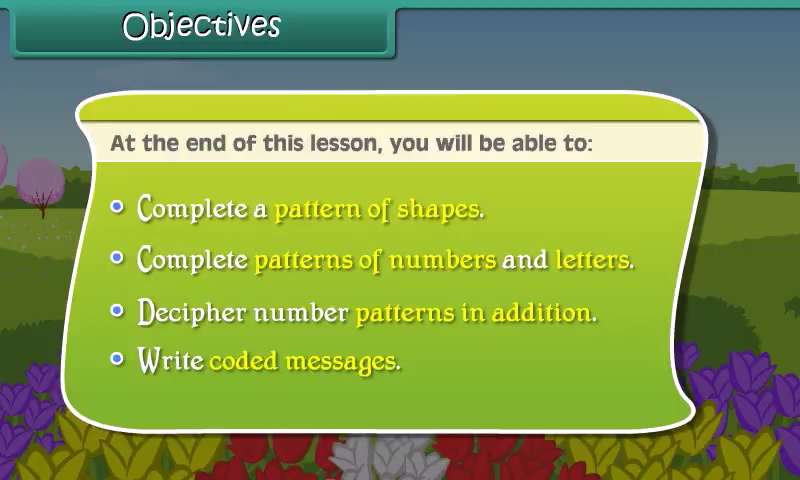 Objectives
At the end of this lesson, you will be able to:
Complete a pattern of shapes.
Complete patterns of numbers and letters.
Decipher number patterns in addition.
Write coded messages.